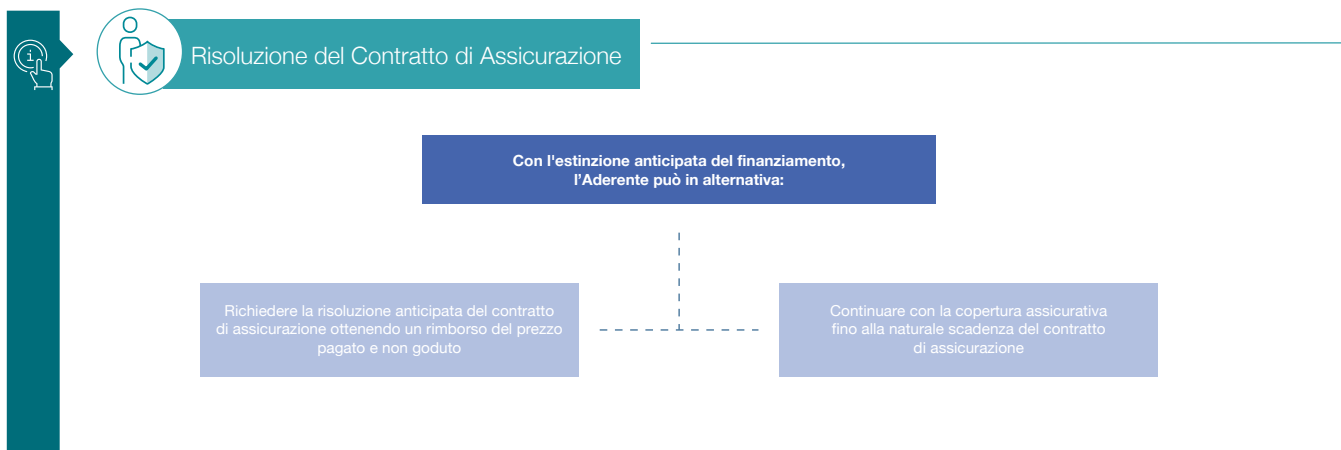 Risoluzione del Contratto di Assicurazione
Con l'estinzione anticipata del finanziamento,
l’Aderente può in alternativa:
Richiedere la risoluzione anticipata del contratto
di assicurazione ottenendo un rimborso del prezzo
pagato e non goduto
Continuare con la copertura assicurativa
fino alla naturale scadenza del contratto
di assicurazione